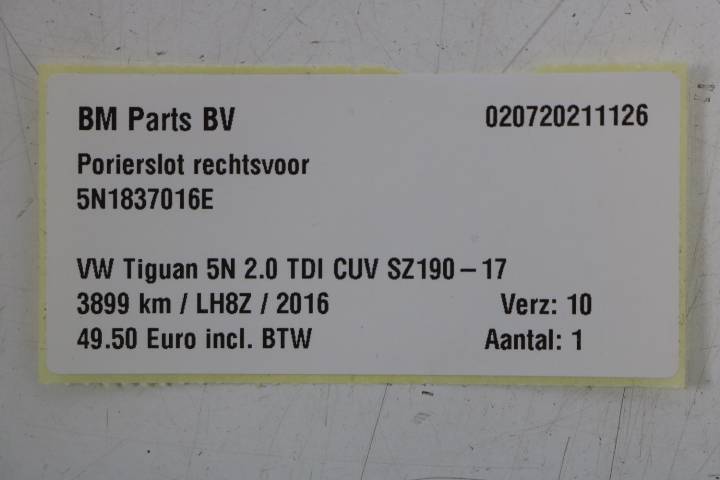 BM Parts BV 020720211126
Porierslot rechtsvoor
5N1837016E
VW Tiguan 5N 2.0 TDI CUV SZ190 – 17
3899 km / LH8Z / 2016 Verz: 10
49.50 Euro incl. BTW Aantal: 1